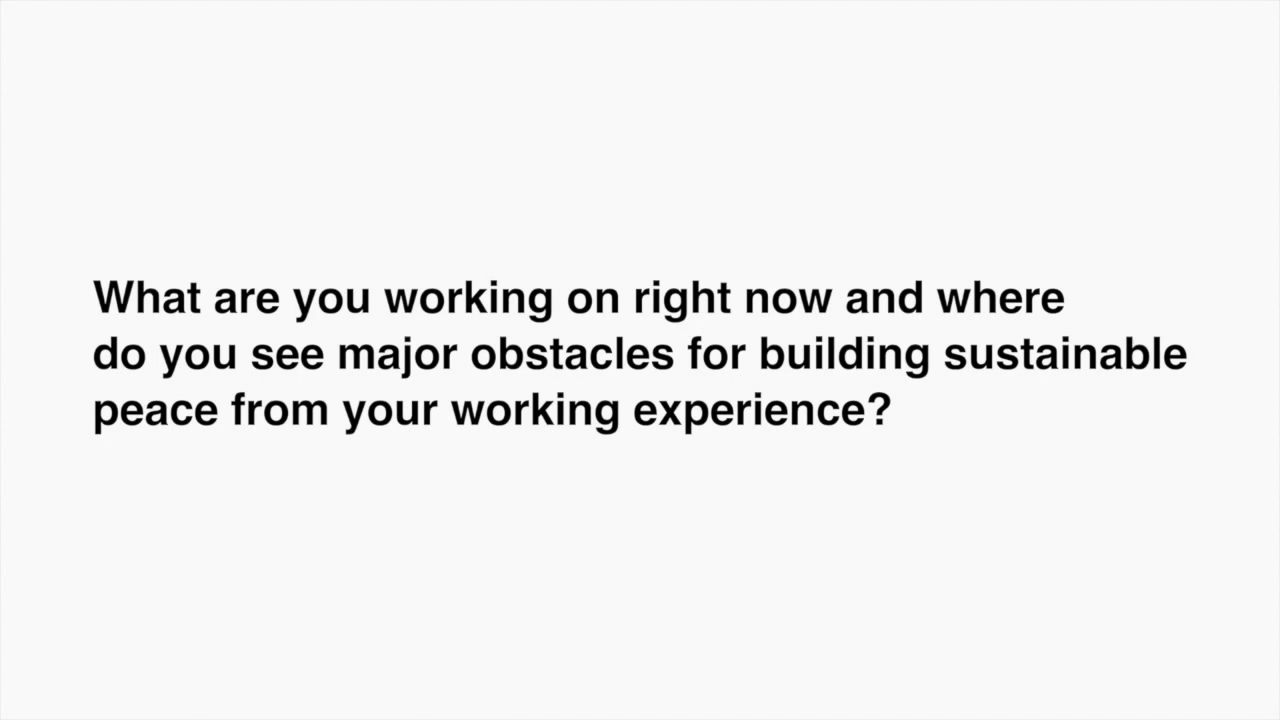 What are you working on right now and where
do you see major obstacles for building sustainable
peace from your working experience?